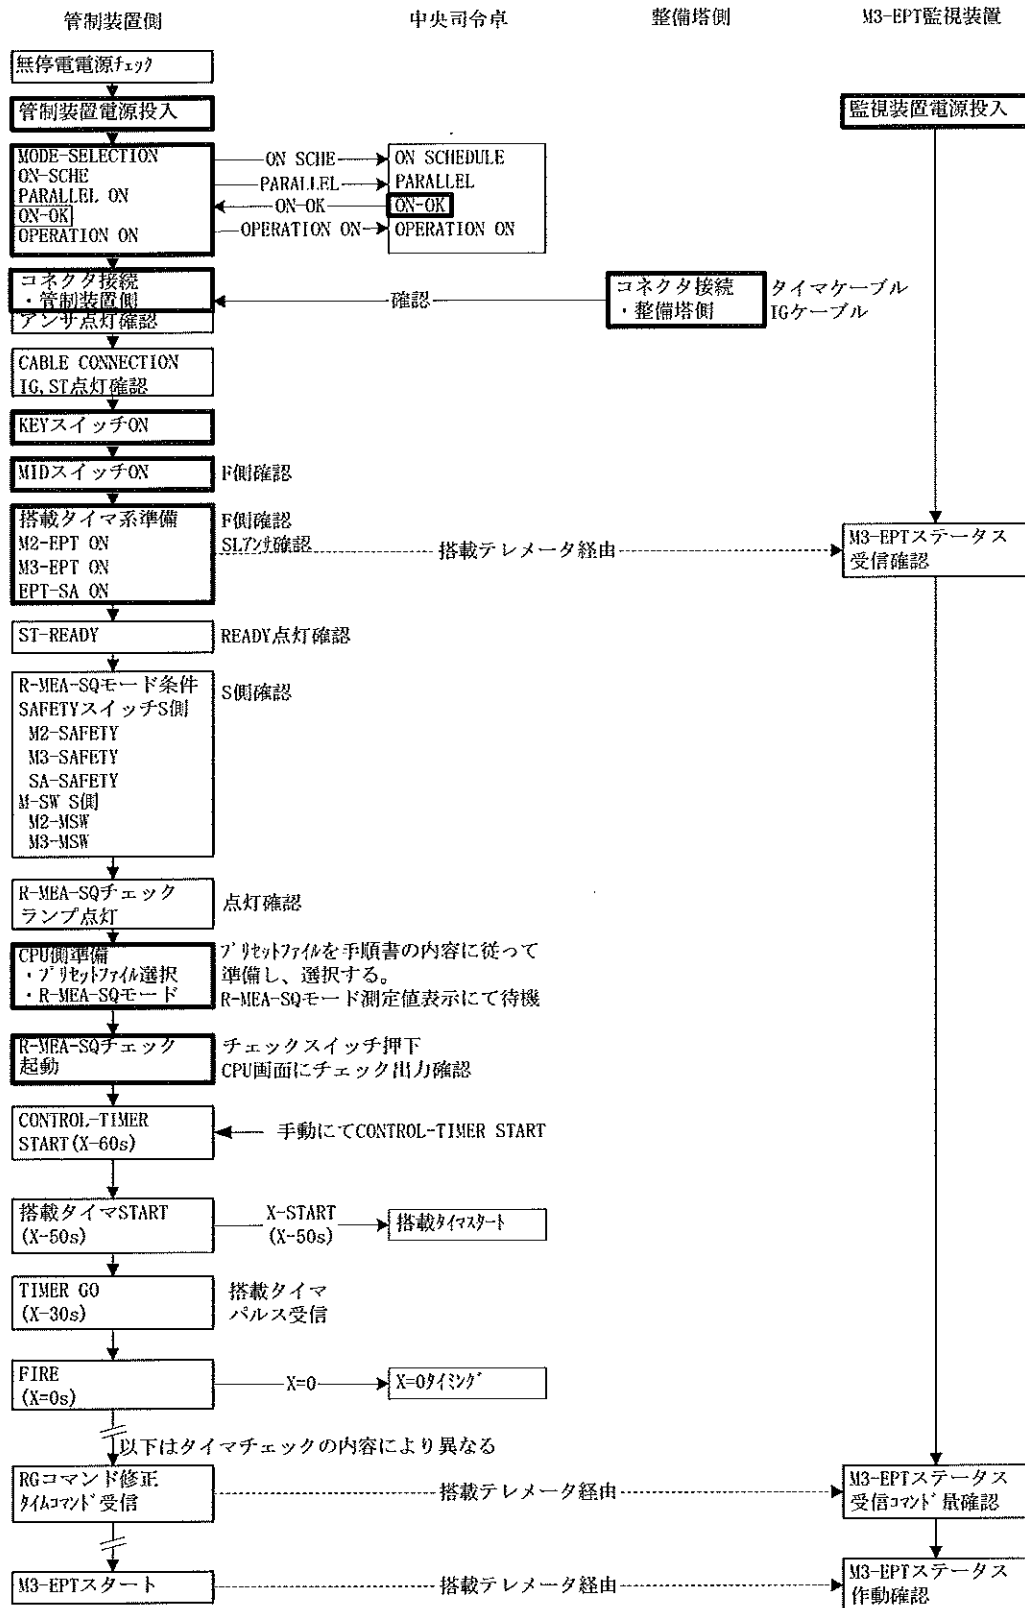 管制装置側
中央司令卓
整備塔側
M3-EPT監視装置
無停電電源ﾁｪｯｸ
管制装置電源投入
監視装置電源投入
MODE-SELECTION
ON-SCHE
PARALLEL ON
ON-OK
OPERATION ON
ON SCHE
PARALLEL
ON-OK
OPERATION ON
ON SCHEDULE
PARALLEL
ON-OK
OPERATION ON
コネクタ接続
・管制装置側
アンサ点灯確認
確認
コネクタ接続
・整備塔側
タイマケーブル
IGケーブル
CABLE CONNECTION
IG,ST点灯確認
KEYスイッチON
MIDスイッチON
F側確認
搭載タイマ系準備
M2-EPT ON
M3-EPT ON
EPT-SA ON
F側確認
SLｱﾝｻ確認
搭載テレメータ経由
M3-EPTステータス
受信確認
ST-READY
READY点灯確認
R-MEA-SQモード条件
SAFETYスイッチS側
M2-SAFETY
M3-SAFETY
SA-SAFETY
M-SW S側
M2-MSW
M3-MSW
S側確認
R-MEA-SQチェック
ランプ点灯
点灯確認
CPU側準備
・ﾌﾟﾘｾｯﾄﾌｧｲﾙ選択
・R-MEA-SQモード
ﾌﾟﾘｾｯﾄﾌｧｲﾙを手順書の内容に従って
準備し、選択する。
R-MEA-SQモード測定値表示にて待機
R-MEA-SQチェック
起動
チェックスイッチ押下
CPU画面にチェック出力確認
CONTROL-TIMER
START(X-60s)
手動にてCONTROL-TIMER START
搭載タイマSTART
(X-50s)
X-START
(X-50s)
搭載ﾀｲﾏｽﾀｰﾄ
TIMER GO
(X-30s)
搭載タイマ
パルス受信
FIRE
(X=0s)
X=0
X=0ﾀｲﾐﾝｸﾞ
以下はタイマチェックの内容により異なる
RGコマンド修正
ﾀｲﾑｺﾏﾝﾄﾞ受信
搭載テレメータ経由
M3-EPTステータス
受信ｺﾏﾝﾄﾞ量確認
M3-EPTスタート
搭載テレメータ経由
M3-EPTステータス
作動確認